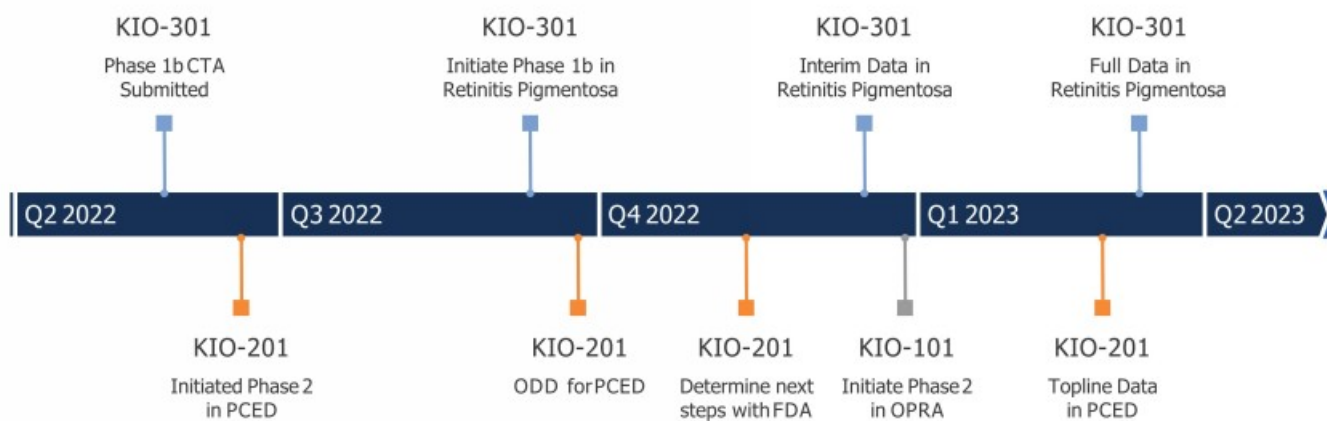 KIO-301
Phase 1b CTA
Submitted
KIO-301
Initiate Phase 1b in
Retinitis Pigmentosa
KIO-301
Interim Data in
Retinitis Pigmentosa
KIO-301
Full Data in
Retinitis Pigmentosa
Q2 2022
Q3 2022
Q4 2022
Q1 2023
Q2 2023
KIO-201
Initiated Phase 2
in PCED
KIO-201
ODD for PCED
KIO-201
Determine next
steps with FDA
KIO-101
Initiate Phase 2
in OPRA
KIO-201
Topline Data
in PCED